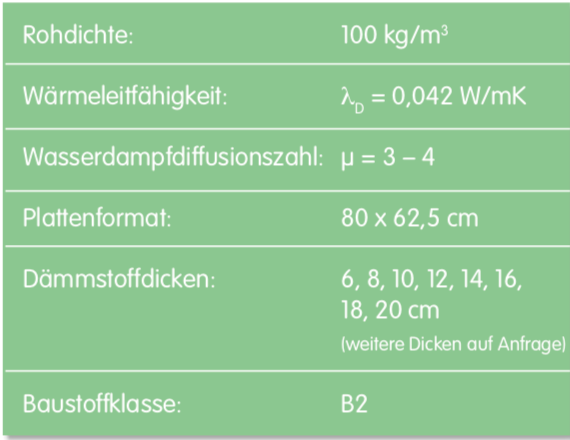 Rohdichte: 100 kg/m³
Wärmeleitfähigkeit: λD = 0,042 W/mK
Wasserdampfdiffusionszahl: μ = 3 – 4
Plattenformat: 80 x 62,5 cm
Dämmstoffdicken: 6, 8, 10, 12, 14, 16,
18, 20 cm
(weitere Dicken auf Anfrage)
Baustoffklasse: B2